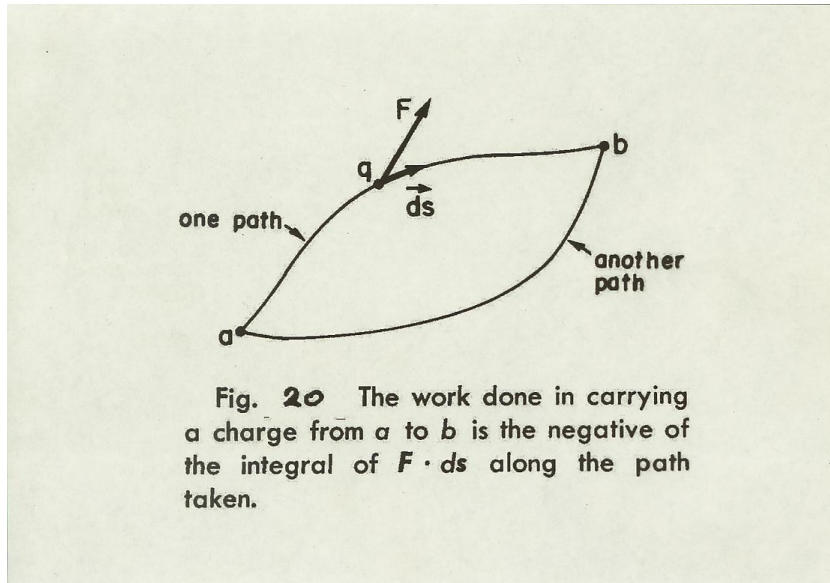 F
q
b
ds
one path
another
path
a
Fig. 20 The work done in carrying
a charge from a to b is the negative of
the integral of F · ds along the path
taken.